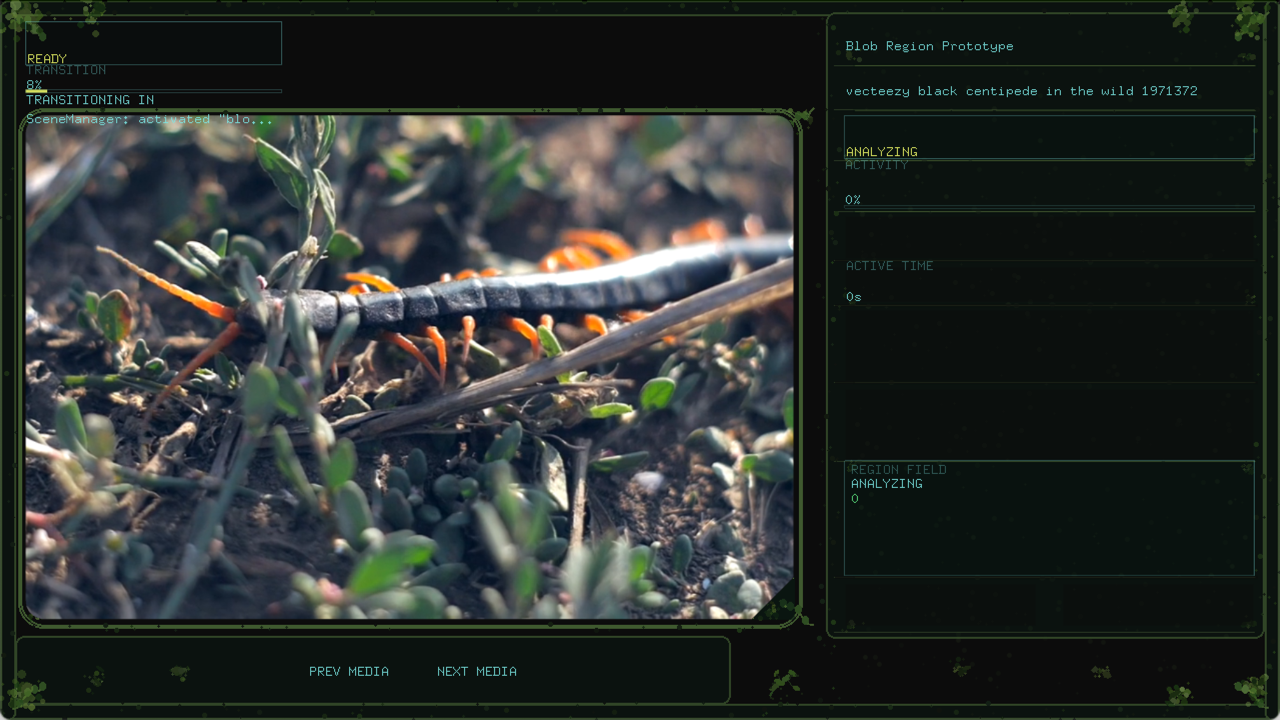 READY
TRANSITION
8%
TRANSITIONING IN
SceneManager: activated "blo...
Blob Region Prototype
vecteezy black centipede in the wild 1971372
ANALYZING
ACTIVITY
0%
ACTIVE TIME
0s
REGION FIELD
ANALYZING
0
PREV MEDIA
NEXT MEDIA